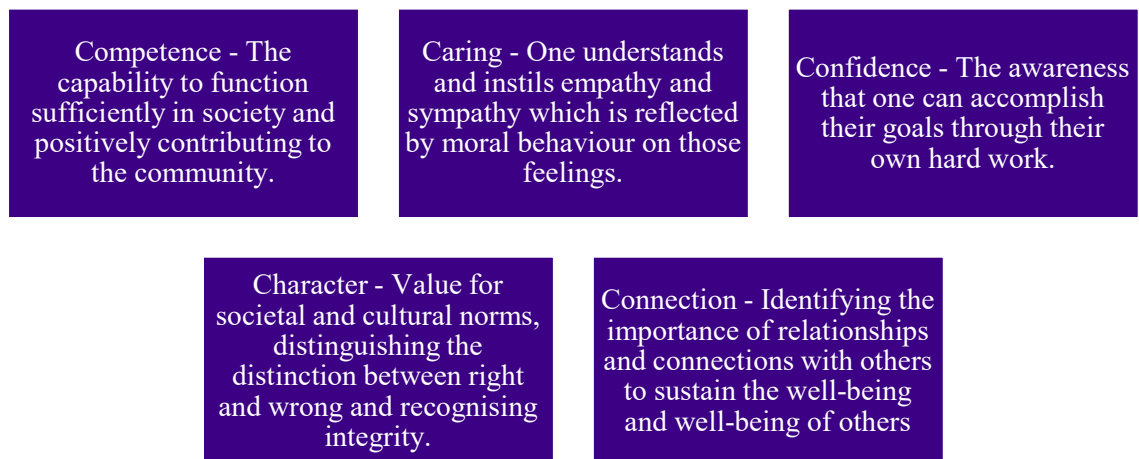 Competence - The
capability to function
sufficiently in society and
positively contributing to
the community.
Caring - One understands
and instils empathy and
sympathy which is reflected
by moral behaviour on those
feelings.
Confidence - The awareness
that one can accomplish
their goals through their
own hard work.
Character - Value for
societal and cultural norms,
distinguishing the
distinction between right
and wrong and recognising
integrity.
Connection - Identifying the
importance of relationships
and connections with others
to sustain the well-being
and well-being of others